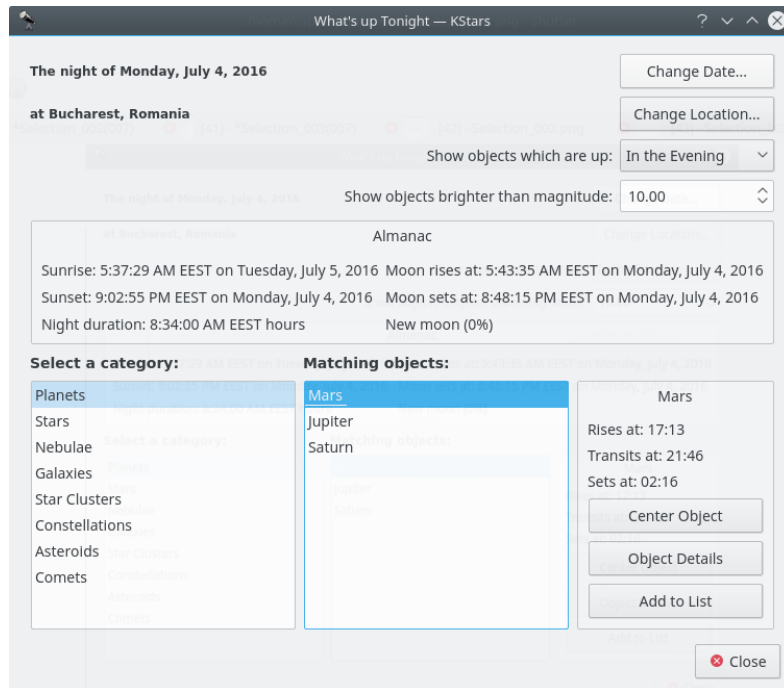 What's up Tonight — KStars
The night of Monday, July 4, 2016
Change Date...
at Bucharest, Romania
Change Location...
Show objects which are up: In the Evening
Show objects brighter than magnitude: 10.00
Almanac
Sunrise: 5:37:29 AM EEST on Tuesday, July 5, 2016 Moon rises at: 5:43:35 AM EEST on Monday, July 4, 2016
Sunset: 9:02:55 PM EEST on Monday, July 4, 2016 Moon sets at: 8:48:15 PM EEST on Monday, July 4, 2016
Night duration: 8:34:00 AM EEST hours New moon (0%)
Select a category: Matching objects:
Planets
Stars
Nebulae
Galaxies
Star Clusters
Constellations
Asteroids
Comets
Mars
Jupiter
Saturn
Mars
Rises at: 17:13
Transits at: 21:46
Sets at: 02:16
Center Object
Object Details
Add to List
Close